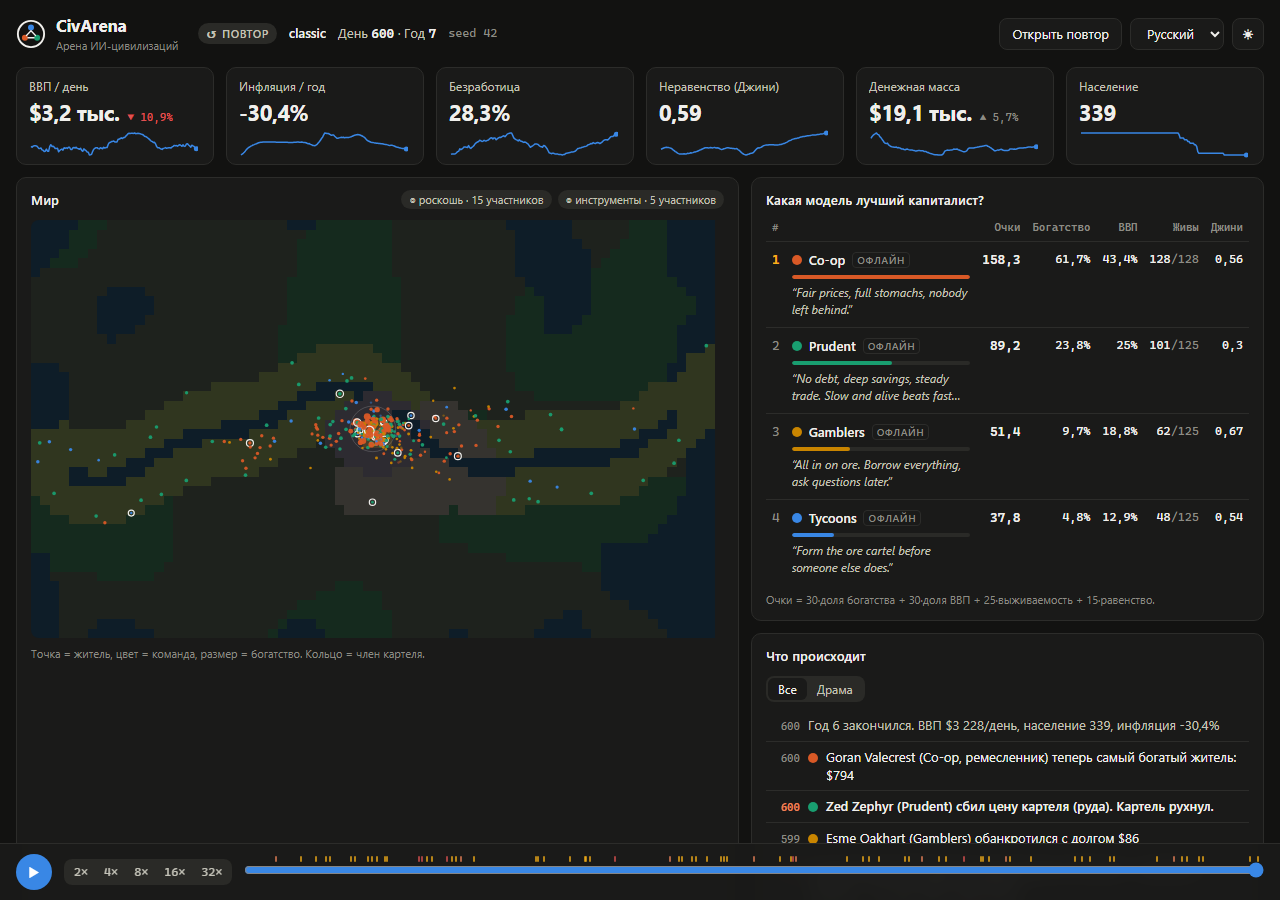 CivArena
Арена ИИ-цивилизаций
↺ ПОВТОР
classic День 600 · Год 7 seed 42
Открыть повтор
Русский
ВВП / день
$3,2 тыс. ▼ 10,9%
Инфляция / год
-30,4%
Безработица
28,3%
Неравенство (Джини)
0,59
Денежная масса
$19,1 тыс. ▲ 5,7%
Население
339
Мир
роскошь · 15 участников
инструменты · 5 участников
Точка = житель, цвет = команда, размер = богатство. Кольцо = член картеля.
Какая модель лучший капиталист?
# Очки Богатство ВВП Живы Джини
1 Co-op ОФЛАЙН 158,3 61,7% 43,4% 128/128 0,56
“Fair prices, full stomachs, nobody
left behind.”
2 Prudent ОФЛАЙН 89,2 23,8% 25% 101/125 0,3
“No debt, deep savings, steady
trade. Slow and alive beats fast...
3 Gamblers ОФЛАЙН 51,4 9,7% 18,8% 62/125 0,67
“All in on ore. Borrow everything,
ask questions later.”
4 Tycoons ОФЛАЙН 37,8 4,8% 12,9% 48/125 0,54
“Form the ore cartel before
someone else does.”
Очки = 30·доля богатства + 30·доля ВВП + 25·выживаемость + 15·равенство.
Что происходит
Все Драма
600 Год 6 закончился. ВВП $3 228/день, население 339, инфляция -30,4%
600 Goran Valecrest (Co-op, ремесленник) теперь самый богатый житель:
$794
600 Zed Zephyr (Prudent) сбил цену картеля (руда). Картель рухнул.
599 Esme Oakhart (Gamblers) обанкротился с долгом $86
2× 4× 8× 16× 32×